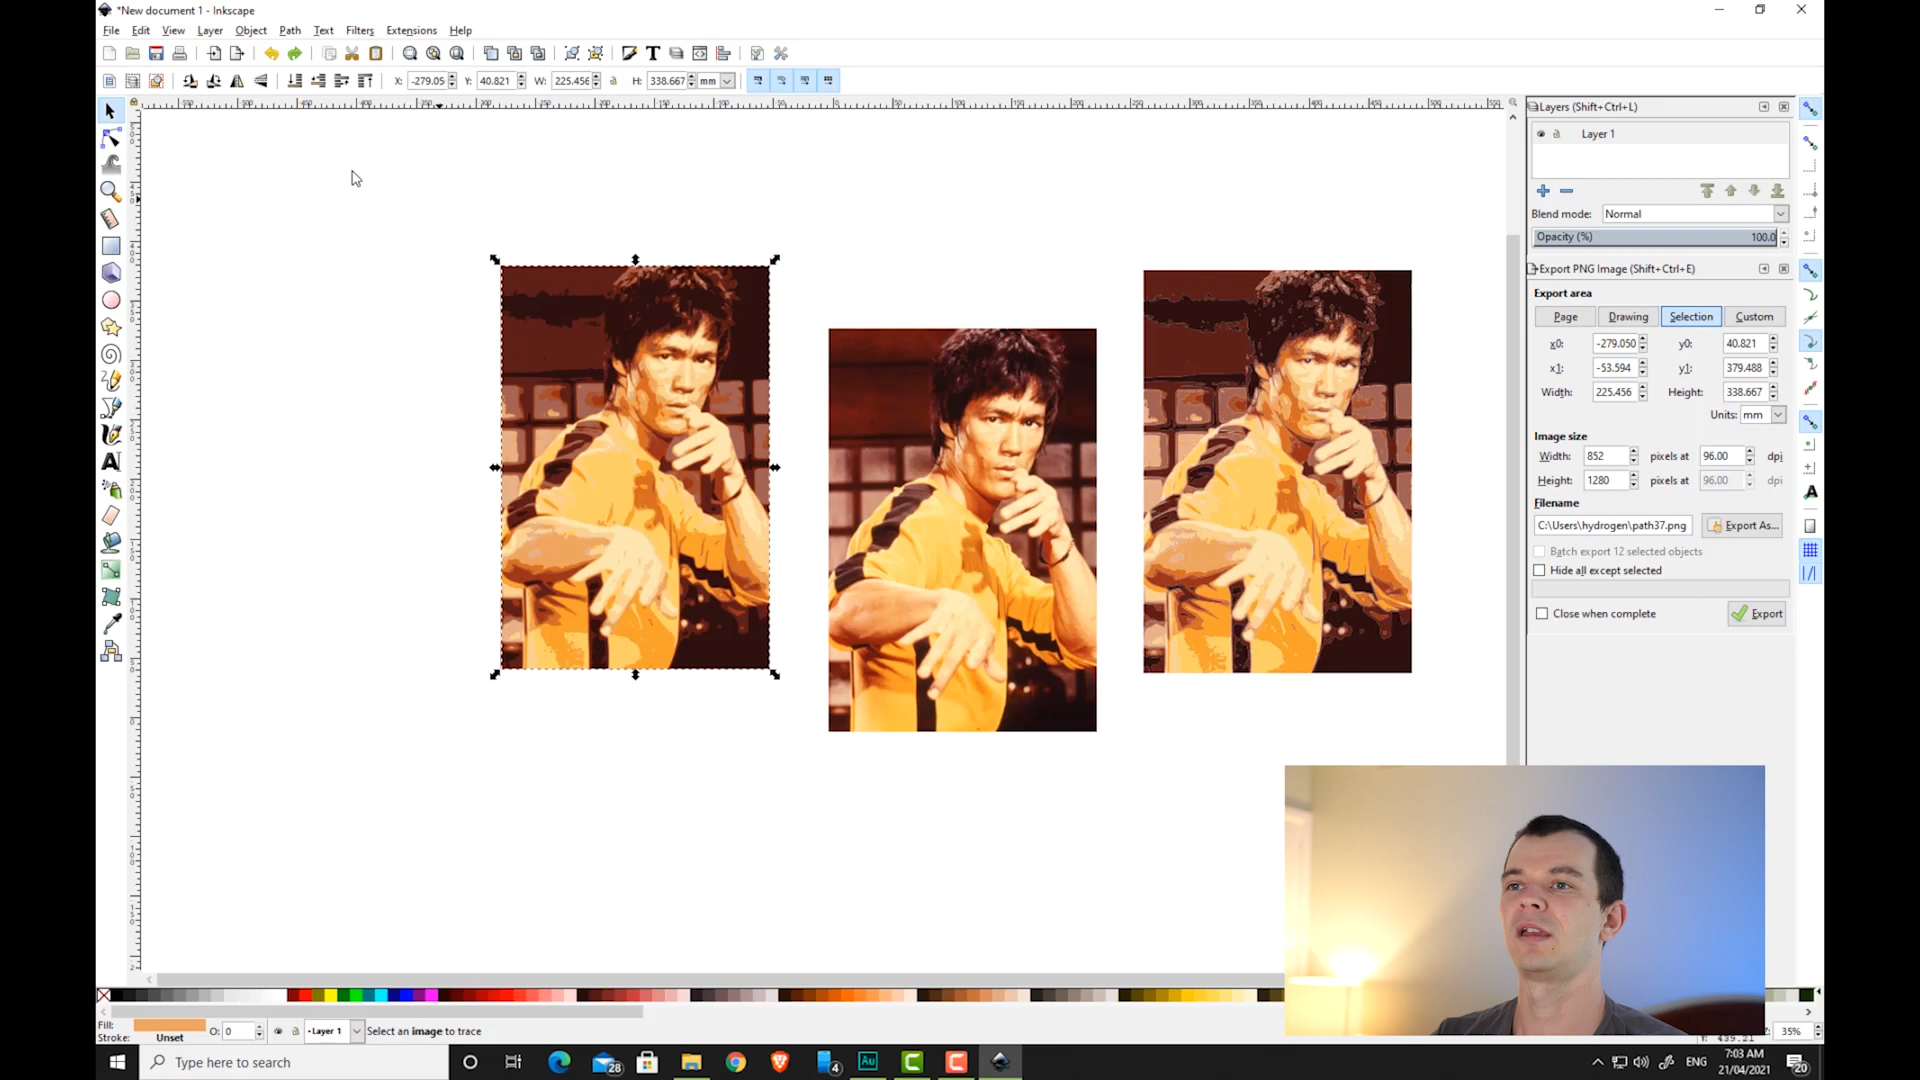 *New document 1 - Inkscape
File Edit View Layer Object Path Text Filters Extensions Help
X: -279.05 Y: 40.821 W: 225.456 H: 338.667 mm
Layers (Shift+Ctrl+L)
Layer 1
Blend mode: Normal
Opacity (%) 100.0
Export PNG Image (Shift+Ctrl+E)
Export area
Page Drawing Selection Custom
x0: -279.050 y0: 40.821
x1: -53.594 y1: 379.488
Width: 225.456 Height: 338.667
Units: mm
Image size
Width: 852 pixels at 96.00 dpi
Height: 1280 pixels at 96.00 dpi
Filename
C:\Users\hydrogen\path37.png Export As...
Batch export 12 selected objects
Hide all except selected
Close when complete Export
Fill:
Stroke: Unset O: 0 •Layer 1 Select an image to trace 35%
Y: 439.21
Type here to search
28
4
Au
ENG
7:03 AM
21/04/2021
20